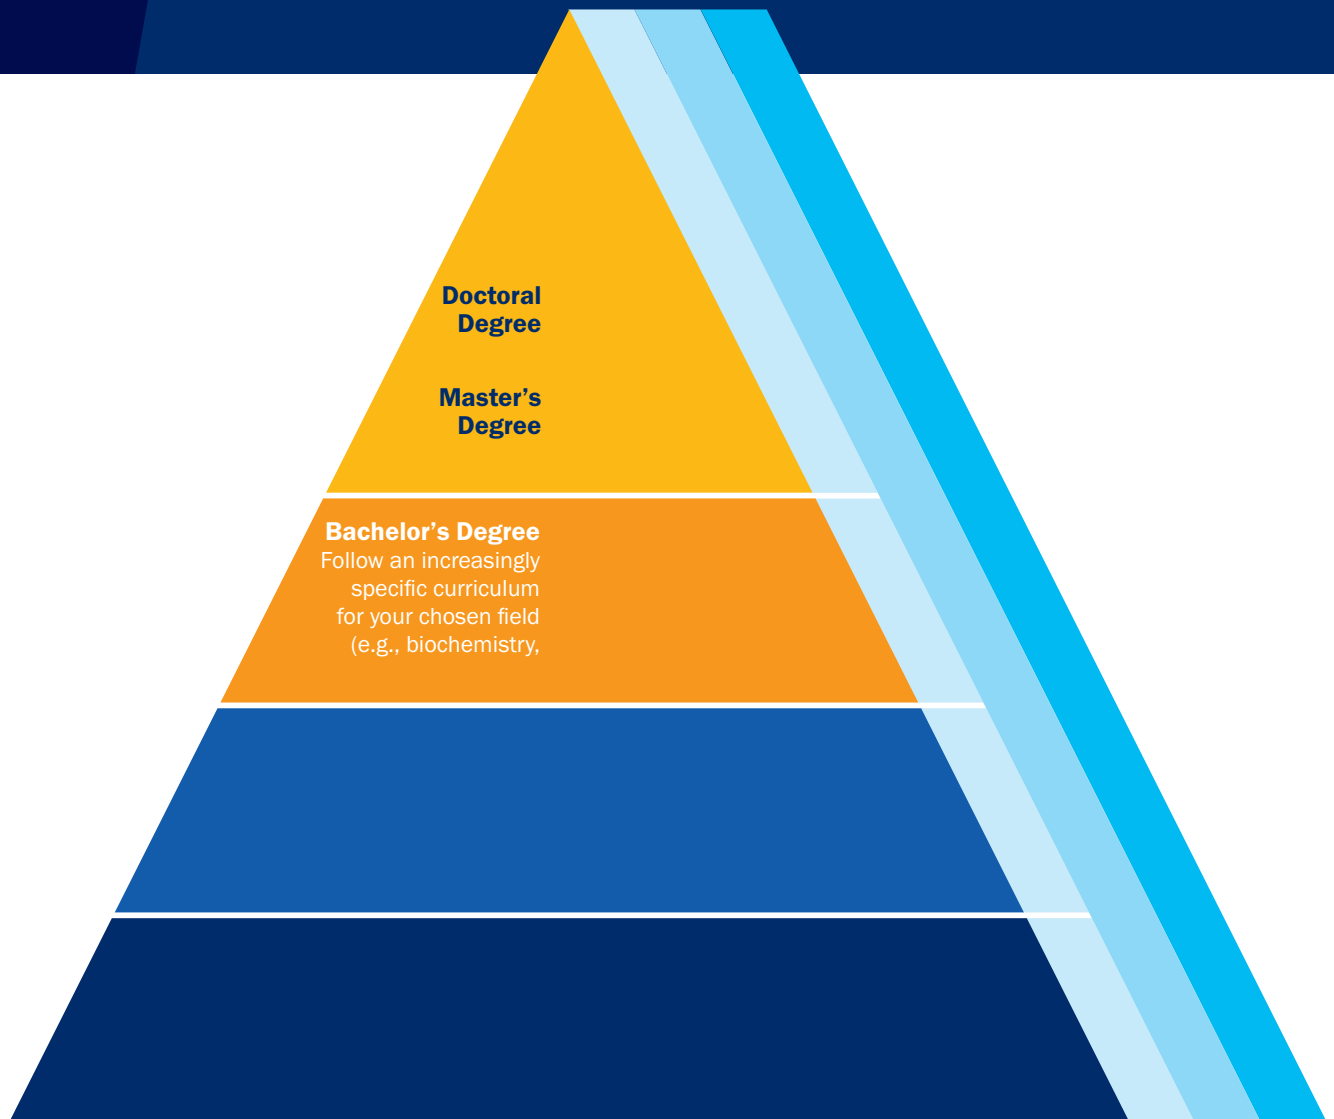 Doctoral
Degree
Master’s
Degree
Bachelor’s Degree
Follow an increasingly
specific curriculum
for your chosen field
(e.g., biochemistry,